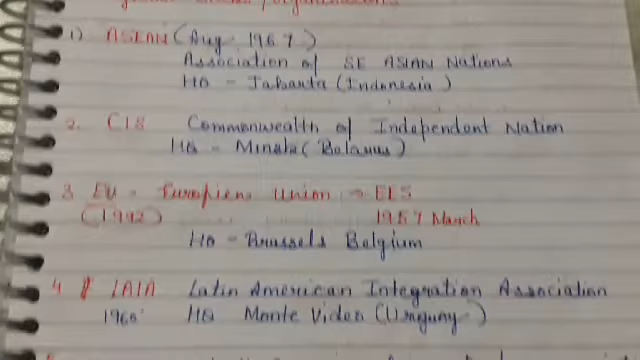 1) ASIAN (Aug - 1967)
Association of SE ASIAN Nations
HQ - Jakarta (Indonesia)
2. CIS Commonwealth of Independent Nation
HQ - Minsk (Belarus)
3 EU - Europien Union → EES
(1992) 1957 March
HQ - Brussels Belgium
4 LAIA Latin American Integration Association
1960 HQ Monte Video (Uruguay)